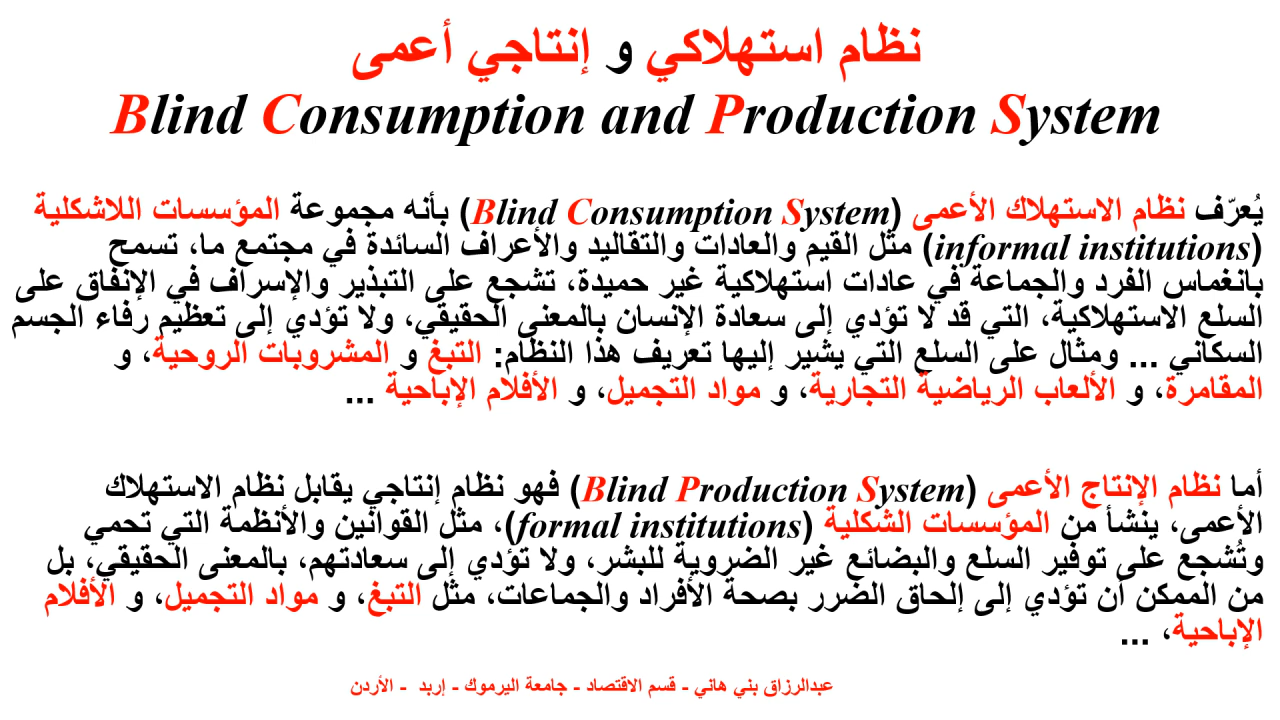 نظام استهلاكي و إنتاجي أعمى
Blind Consumption and Production System
يُعرّف نظام الاستهلاك الأعمى (Blind Consumption System) بأنه مجموعة المؤسسات اللاشكلية
(informal institutions) مثل القيم والعادات والتقاليد والأعراف السائدة في مجتمع ما، تسمح
بانغماس الفرد والجماعة في عادات استهلاكية غير حميدة، تشجع على التبذير والإسراف في الإنفاق على
السلع الاستهلاكية، التي قد لا تؤدي إلى سعادة الإنسان بالمعنى الحقيقي، ولا تؤدي إلى تعظيم رفاء الجسم
السكاني ... ومثال على السلع التي يشير إليها تعريف هذا النظام: التبغ و المشروبات الروحية، و
المقامرة، و الألعاب الرياضية التجارية، و مواد التجميل، و الأفلام الإباحية ...
أما نظام الإنتاج الأعمى (Blind Production System) فهو نظام إنتاجي يقابل نظام الاستهلاك
الأعمى، ينشأ من المؤسسات الشكلية (formal institutions)، مثل القوانين والأنظمة التي تحمي
وتُشجع على توفير السلع والبضائع غير الضروية للبشر، ولا تؤدي إلى سعادتهم، بالمعنى الحقيقي، بل
من الممكن أن تؤدي إلى إلحاق الضرر بصحة الأفراد والجماعات، مثل التبغ، و مواد التجميل، و الأفلام
الإباحية، ...
عبدالرزاق بني هاني - قسم الاقتصاد - جامعة اليرموك - إربد - الأردن